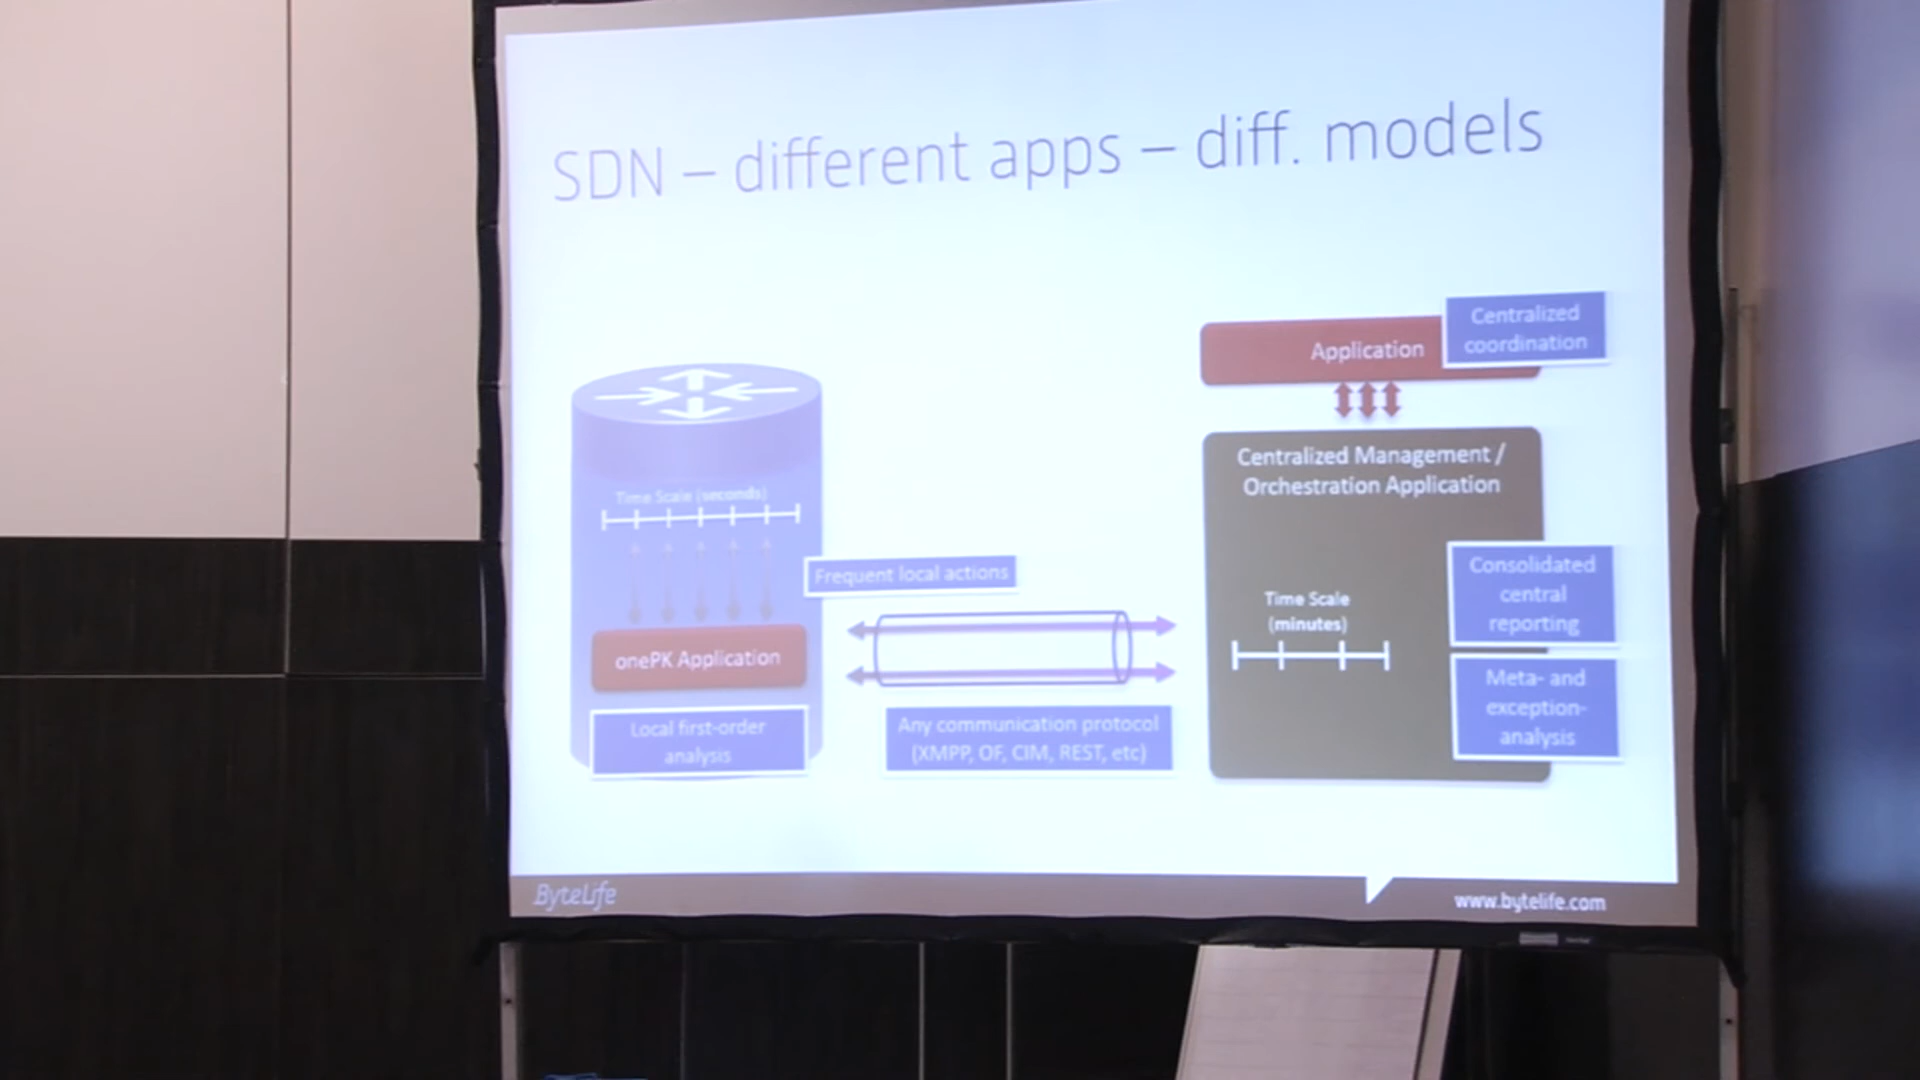 SDN – different apps – diff. models
Centralized
coordination
Application
Centralized Management /
Orchestration Application
Time Scale (seconds)
Frequent local actions
Consolidated
central
reporting
Time Scale
(minutes)
onePK Application
Meta- and
exception-
analysis
Local first-order
analysis
Any communication protocol
(XMPP, OF, CIM, REST, etc)
ByteLife
www.bytelife.com